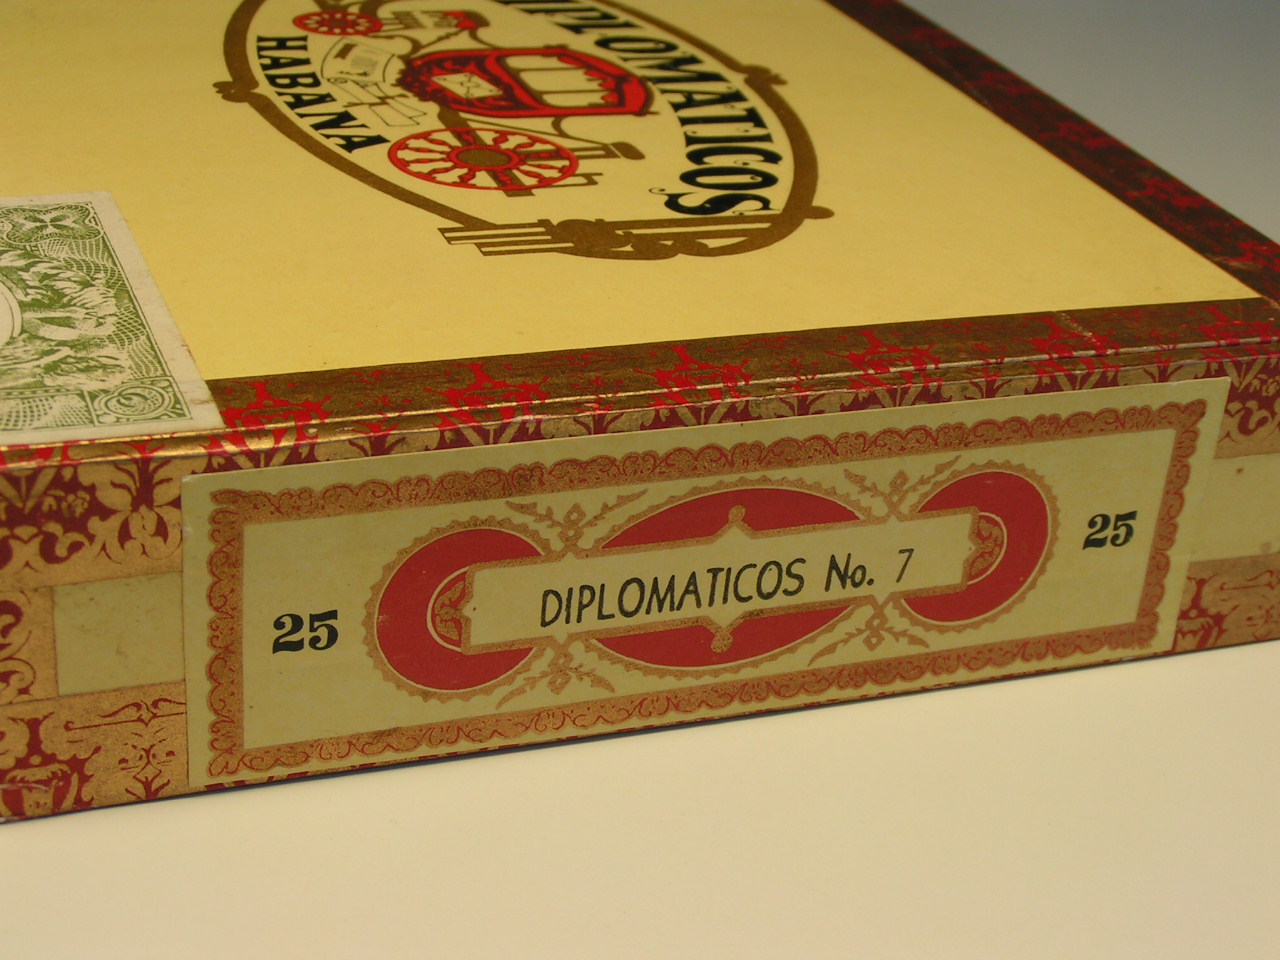 DIPLOMATICOS
HABANA
25
DIPLOMATICOS No. 7
25